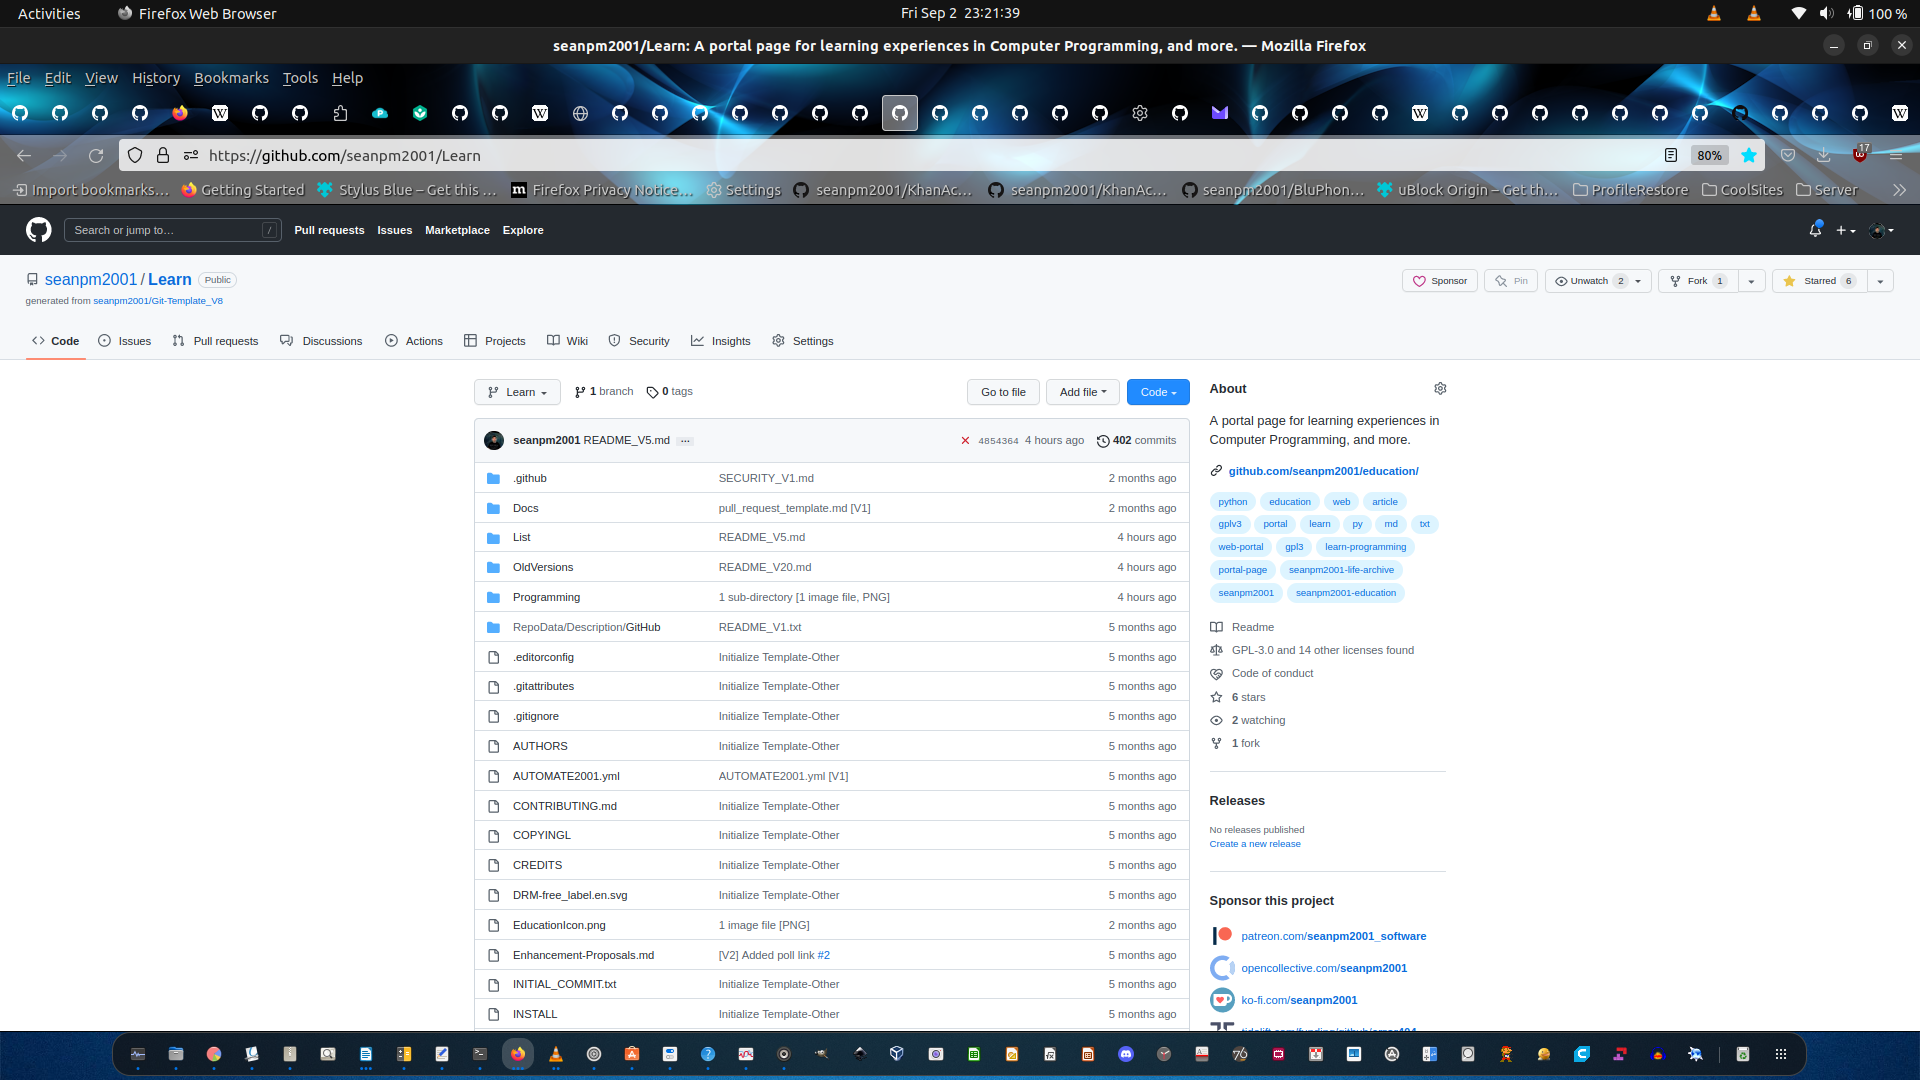 Activities Firefox Web Browser Fri Sep 2 23:21:39 100 %
seanpm2001/Learn: A portal page for learning experiences in Computer Programming, and more. — Mozilla Firefox
File Edit View History Bookmarks Tools Help
https://github.com/seanpm2001/Learn 80% 17
Import bookmarks… Getting Started Stylus Blue – Get this … Firefox Privacy Notice… Settings seanpm2001/KhanAc… seanpm2001/KhanAc… seanpm2001/BluPhon… uBlock Origin – Get th… ProfileRestore CoolSites Server
Search or jump to… / Pull requests Issues Marketplace Explore
seanpm2001 / Learn Public Sponsor Pin Unwatch 2 Fork 1 Starred 6
generated from seanpm2001/Git-Template_V8
Code Issues Pull requests Discussions Actions Projects Wiki Security Insights Settings
Learn 1 branch 0 tags Go to file Add file Code
seanpm2001 README_V5.md … 4854364 4 hours ago 402 commits
.github SECURITY_V1.md 2 months ago
Docs pull_request_template.md [V1] 2 months ago
List README_V5.md 4 hours ago
OldVersions README_V20.md 4 hours ago
Programming 1 sub-directory [1 image file, PNG] 4 hours ago
RepoData/Description/GitHub README_V1.txt 5 months ago
.editorconfig Initialize Template-Other 5 months ago
.gitattributes Initialize Template-Other 5 months ago
.gitignore Initialize Template-Other 5 months ago
AUTHORS Initialize Template-Other 5 months ago
AUTOMATE2001.yml AUTOMATE2001.yml [V1] 5 months ago
CONTRIBUTING.md Initialize Template-Other 5 months ago
COPYINGL Initialize Template-Other 5 months ago
CREDITS Initialize Template-Other 5 months ago
DRM-free_label.en.svg Initialize Template-Other 5 months ago
EducationIcon.png 1 image file [PNG] 2 months ago
Enhancement-Proposals.md [V2] Added poll link #2 5 months ago
INITIAL_COMMIT.txt Initialize Template-Other 5 months ago
INSTALL Initialize Template-Other 5 months ago
About
A portal page for learning experiences in
Computer Programming, and more.
github.com/seanpm2001/education/
python education web article
gplv3 portal learn py md txt
web-portal gpl3 learn-programming
portal-page seanpm2001-life-archive
seanpm2001 seanpm2001-education
Readme
GPL-3.0 and 14 other licenses found
Code of conduct
6 stars
2 watching
1 fork
Releases
No releases published
Create a new release
Sponsor this project
patreon.com/seanpm2001_software
opencollective.com/seanpm2001
ko-fi.com/seanpm2001